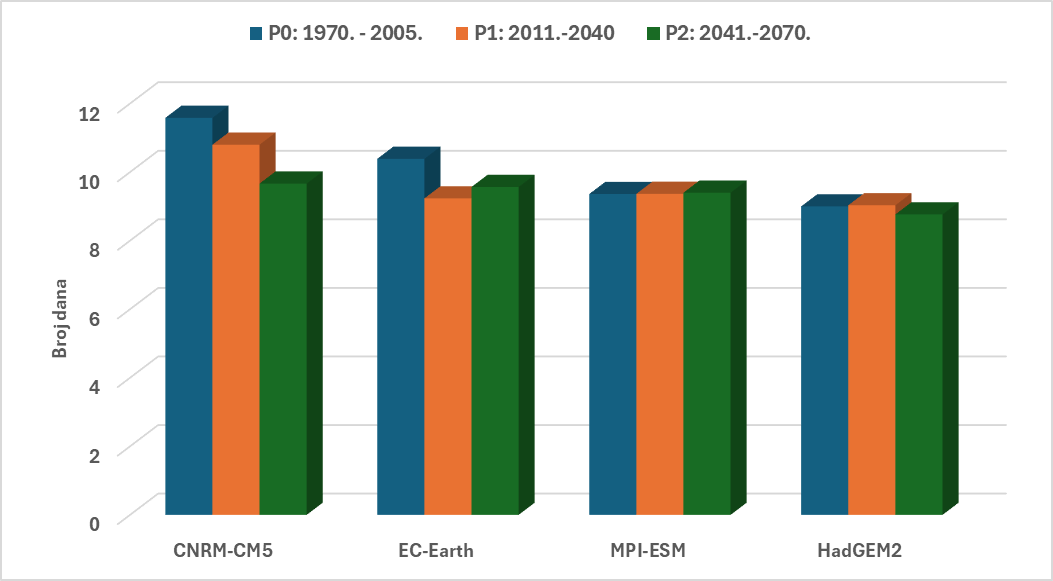 P0: 1970. - 2005. P1: 2011.-2040 P2: 2041.-2070.
Broj dana
12
10
8
6
4
2
0
CNRM-CM5 EC-Earth MPI-ESM HadGEM2